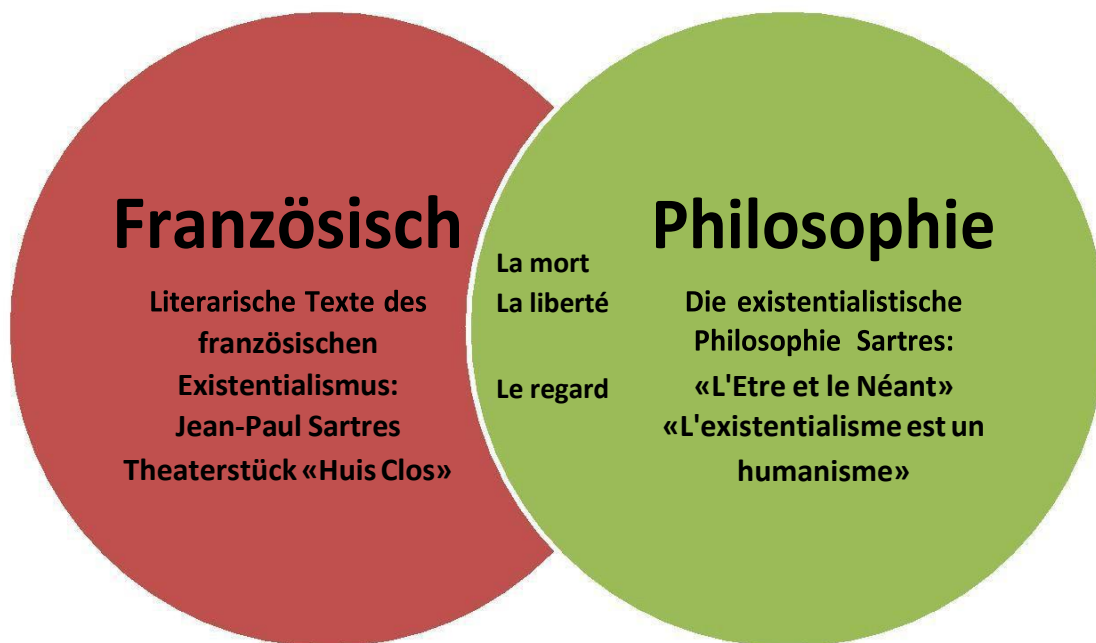 Französisch
Literarische Texte des
französischen
Existentialismus:
Jean-Paul Sartres
Theaterstück «Huis Clos»
La mort
La liberté
Le regard
Philosophie
Die existentialistische
Philosophie Sartres:
«L'Etre et le Néant»
«L'existentialisme est un
humanisme»